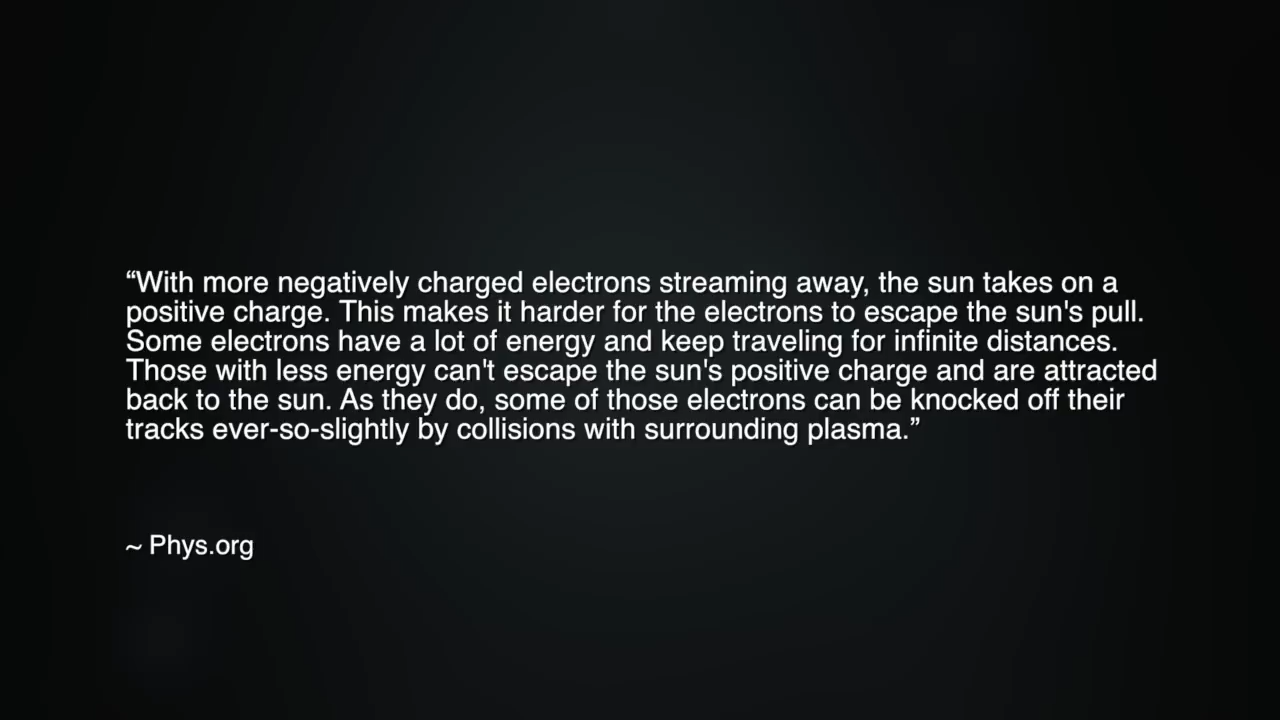 “With more negatively charged electrons streaming away, the sun takes on a
positive charge. This makes it harder for the electrons to escape the sun's pull.
Some electrons have a lot of energy and keep traveling for infinite distances.
Those with less energy can't escape the sun's positive charge and are attracted
back to the sun. As they do, some of those electrons can be knocked off their
tracks ever-so-slightly by collisions with surrounding plasma.”
~ Phys.org